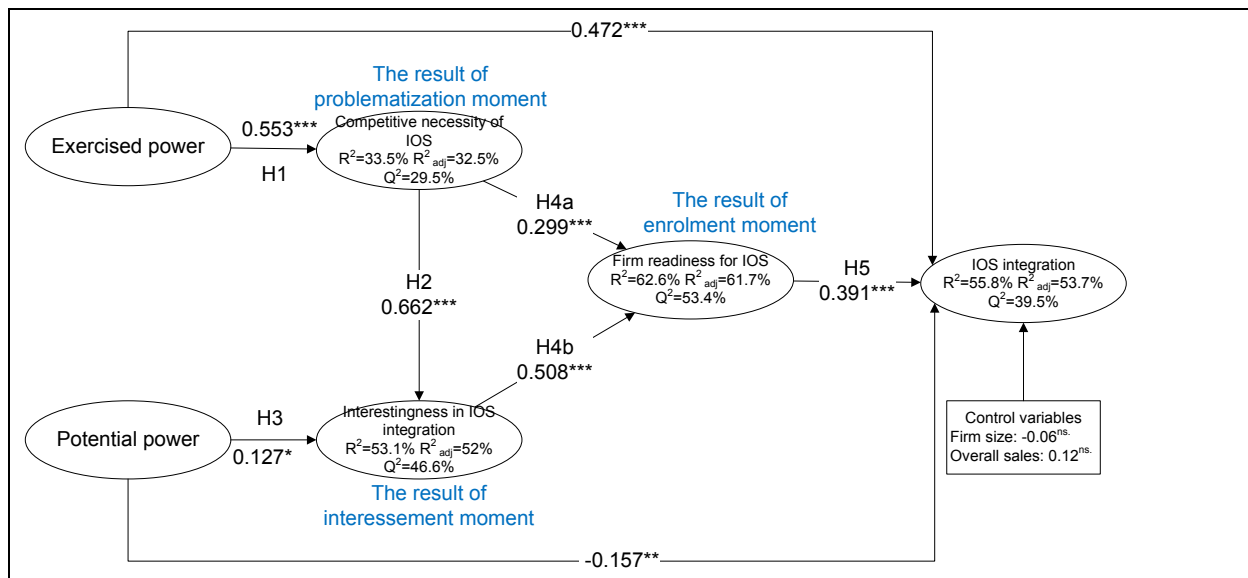 0.472***
The result of
problematization moment
Exercised power
0.553***
H1
Competitive necessity of
IOS
R²=33.5% R² adj=32.5%
Q²=29.5%
H4a
0.299***
The result of
enrolment moment
H2
0.662***
Firm readiness for IOS
R²=62.6% R² adj=61.7%
Q²=53.4%
H5
0.391***
IOS integration
R²=55.8% R² adj=53.7%
Q²=39.5%
H4b
0.508***
Potential power
H3
0.127*
Interestingness in IOS
integration
R²=53.1% R² adj=52%
Q²=46.6%
The result of
interessement moment
Control variables
Firm size: -0.06ns.
Overall sales: 0.12ns.
-0.157**